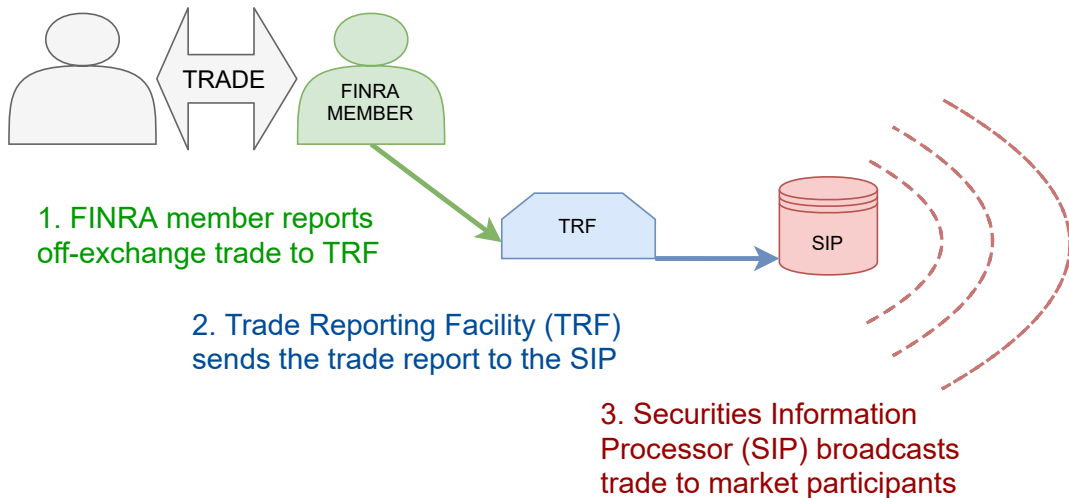 TRADE
FINRA
MEMBER
1. FINRA member reports
off-exchange trade to TRF
TRF
SIP
2. Trade Reporting Facility (TRF)
sends the trade report to the SIP
3. Securities Information
Processor (SIP) broadcasts
trade to market participants